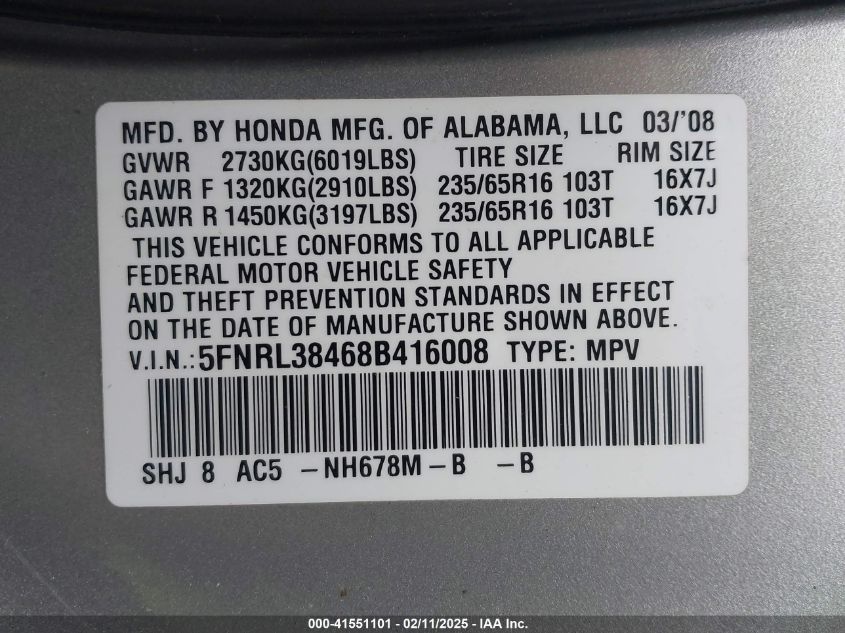 MFD. BY HONDA MFG. OF ALABAMA, LLC 03/'08
GVWR 2730KG(6019LBS) TIRE SIZE RIM SIZE
GAWR F 1320KG(2910LBS) 235/65R16 103T 16X7J
GAWR R 1450KG(3197LBS) 235/65R16 103T 16X7J
THIS VEHICLE CONFORMS TO ALL APPLICABLE
FEDERAL MOTOR VEHICLE SAFETY
AND THEFT PREVENTION STANDARDS IN EFFECT
ON THE DATE OF MANUFACTURE SHOWN ABOVE.
V.I.N.:5FNRL38468B416008 TYPE: MPV
SHJ 8 AC5 -NH678M-B -B
000-41551101 - 02/11/2025 - IAA Inc.